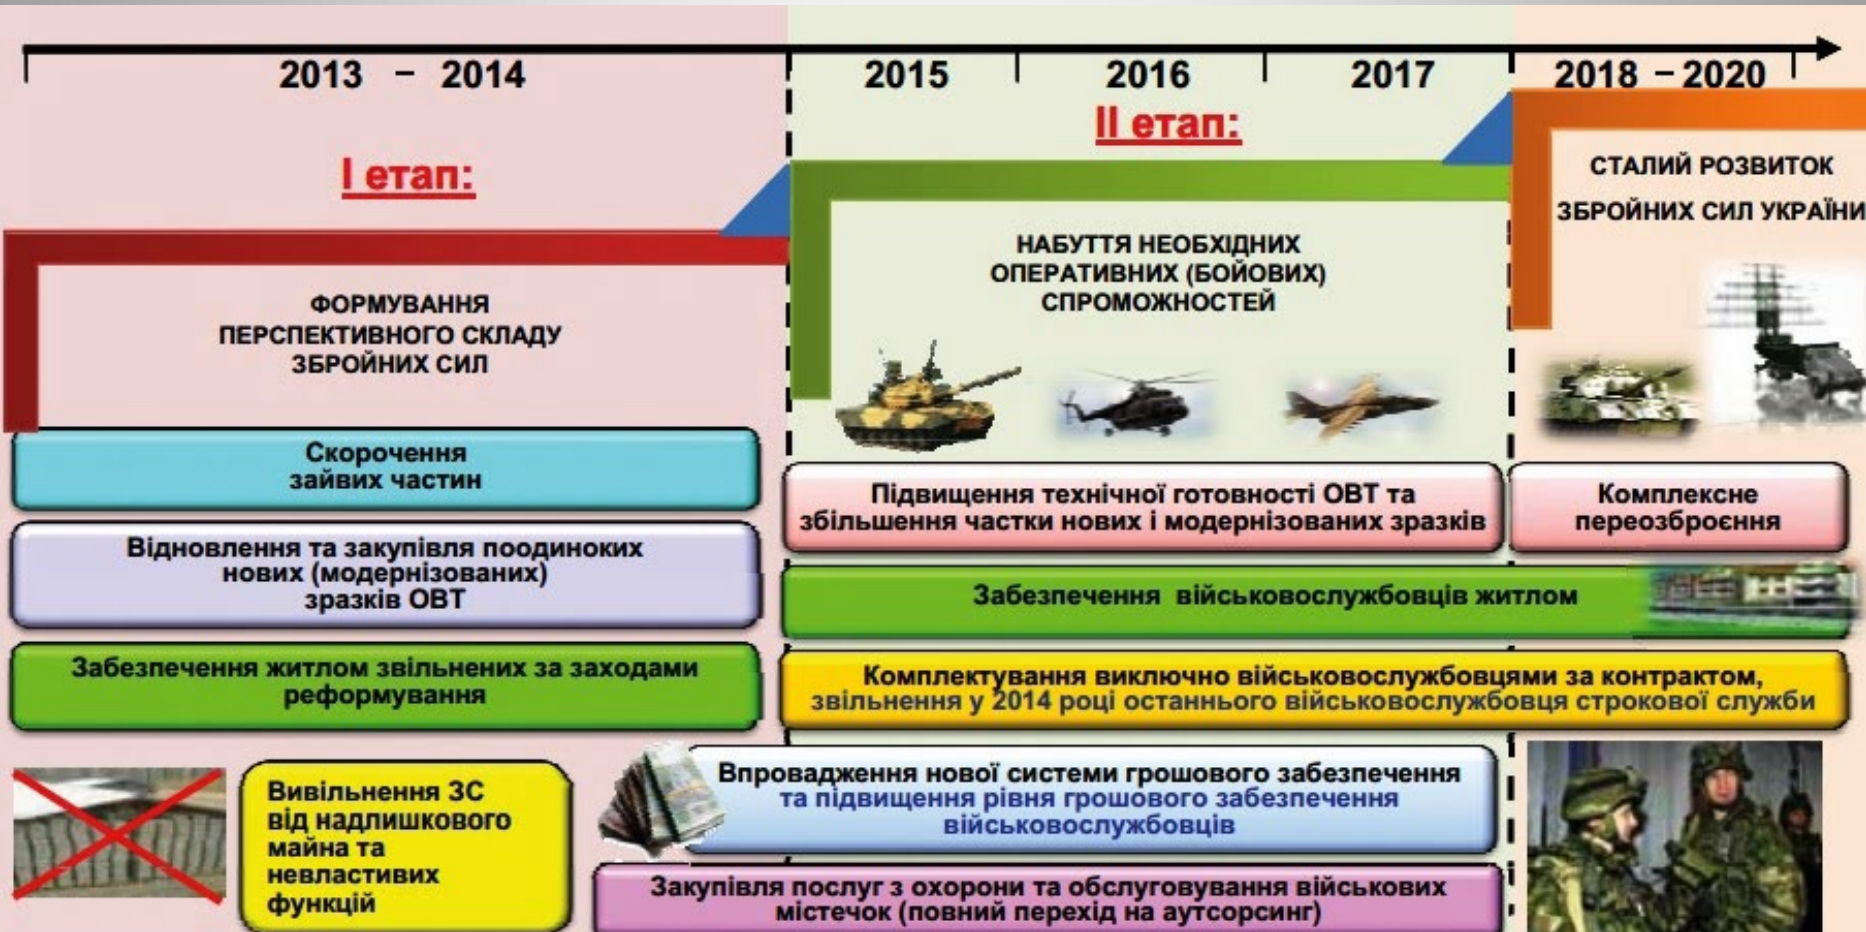 2013 – 2014
2015
2016
2017
2018 – 2020
І етап:
ФОРМУВАННЯ
ПЕРСПЕКТИВНОГО СКЛАДУ
ЗБРОЙНИХ СИЛ
Скорочення
зайвих частин
Відновлення та закупівля поодиноких
нових (модернізованих)
зразків ОВТ
Забезпечення житлом звільнених за заходами
реформування
Вивільнення ЗС
від надлишкового
майна та
невластивих
функцій
ІІ етап:
НАБУТТЯ НЕОБХІДНИХ
ОПЕРАТИВНИХ (БОЙОВИХ)
СПРОМОЖНОСТЕЙ
Підвищення технічної готовності ОВТ та
збільшення частки нових і модернізованих зразків
СТАЛИЙ РОЗВИТОК
ЗБРОЙНИХ СИЛ УКРАЇНИ
Комплексне
переозброєння
Забезпечення військовослужбовців житлом
Комплектування виключно військовослужбовцями за контрактом,
звільнення у 2014 році останнього військовослужбовця строкової служби
Впровадження нової системи грошового забезпечення
та підвищення рівня грошового забезпечення
військовослужбовців
Закупівля послуг з охорони та обслуговування військових
містечок (повний перехід на аутсорсинг)